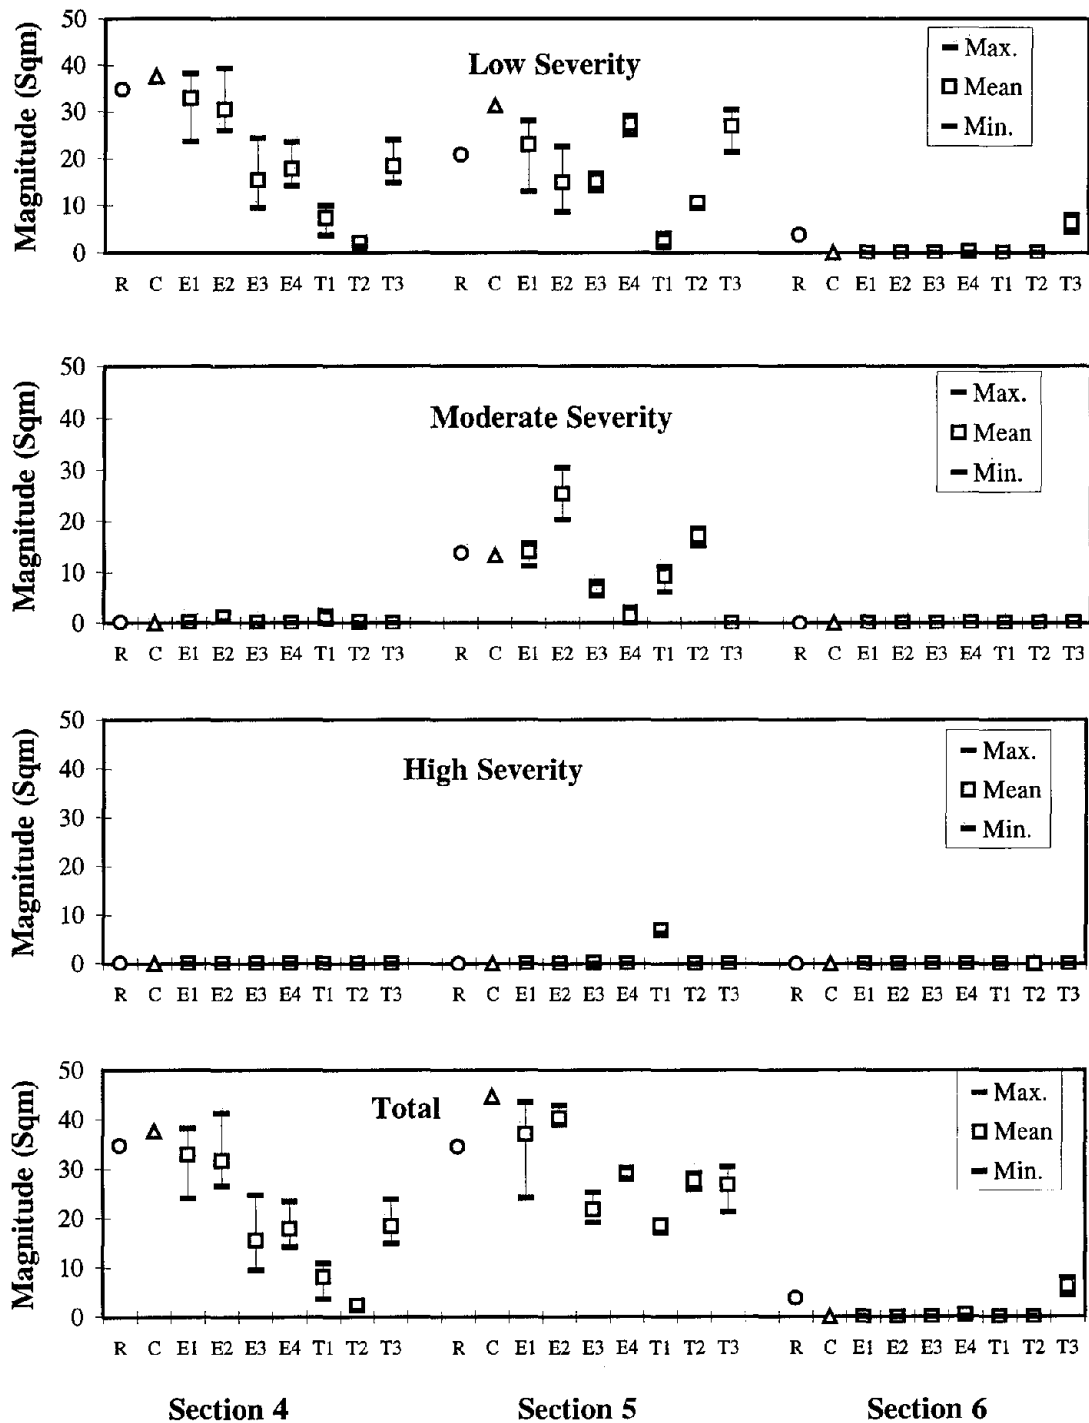 50
40
30
20
10
0
Magnitude (Sqm)
Low Severity
Max.
Mean
Min.
R C E1 E2 E3 E4 T1 T2 T3 R C E1 E2 E3 E4 T1 T2 T3 R C E1 E2 E3 E4 T1 T2 T3
50
40
30
20
10
0
Magnitude (Sqm)
Moderate Severity
Max.
Mean
Min.
R C E1 E2 E3 E4 T1 T2 T3 R C E1 E2 E3 E4 T1 T2 T3 R C E1 E2 E3 E4 T1 T2 T3
50
40
30
20
10
0
Magnitude (Sqm)
High Severity
Max.
Mean
Min.
R C E1 E2 E3 E4 T1 T2 T3 R C E1 E2 E3 E4 T1 T2 T3 R C E1 E2 E3 E4 T1 T2 T3
50
40
30
20
10
0
Magnitude (Sqm)
Total
Max.
Mean
Min.
R C E1 E2 E3 E4 T1 T2 T3 R C E1 E2 E3 E4 T1 T2 T3 R C E1 E2 E3 E4 T1 T2 T3
Section 4 Section 5 Section 6